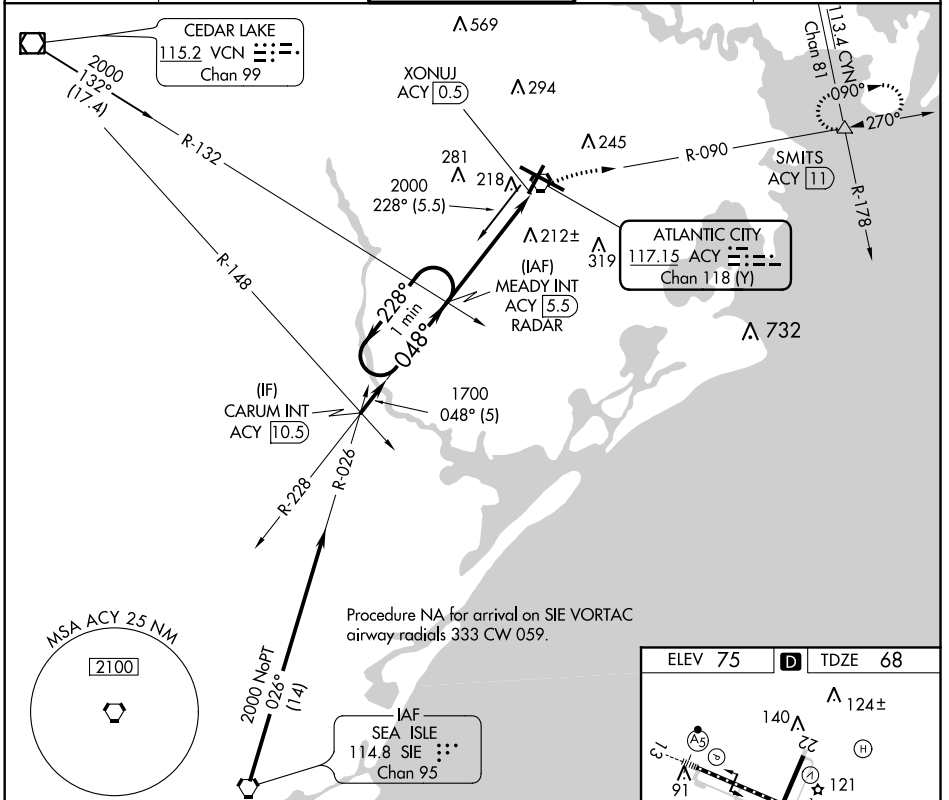 CEDAR LAKE
115.2 VCN
Chan 99
2000
132°
(17.4)
R-132
R-148
569
XONUJ
ACY 0.5
294
245
281
218
2000
228° (5.5)
212±
319
113.4 CYN
Chan 81
090°
270°
R-090
SMITS
ACY 11
R-178
ATLANTIC CITY
117.15 ACY
Chan 118 (Y)
(IAF)
MEADY INT
ACY 5.5
RADAR
732
228°
1 min
048°
(IF)
CARUM INT
ACY 10.5
1700
048° (5)
R-228
R-026
Procedure NA for arrival on SIE VORTAC
airway radials 333 CW 059.
MSA ACY 25 NM
2100
2000 NoPT
026°
(14)
IAF
SEA ISLE
114.8 SIE
Chan 95
ELEV 75 D TDZE 68
124±
140
22
H
A5
P
13
V
121
91